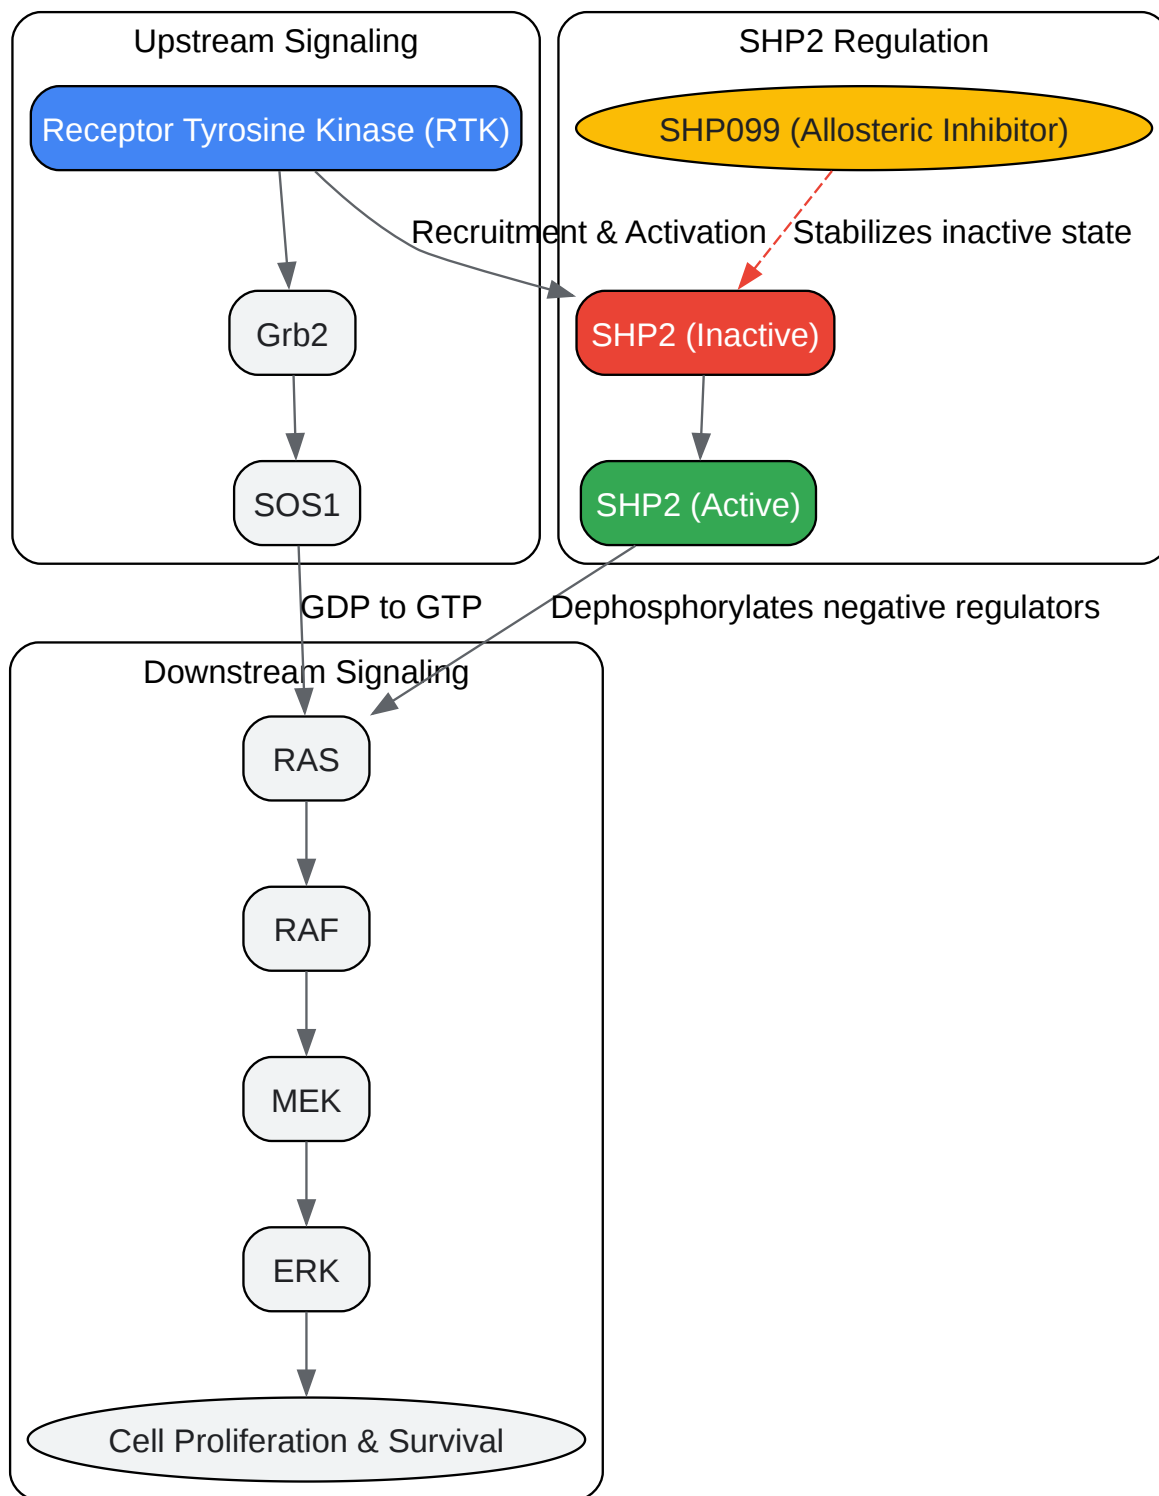 Upstream Signaling
SHP2 Regulation
Receptor Tyrosine Kinase (RTK)
SHP099 (Allosteric Inhibitor)
Recruitment & Activation
Stabilizes inactive state
Grb2
SHP2 (Inactive)
SOS1
SHP2 (Active)
GDP to GTP
Dephosphorylates negative regulators
Downstream Signaling
RAS
RAF
MEK
ERK
Cell Proliferation & Survival